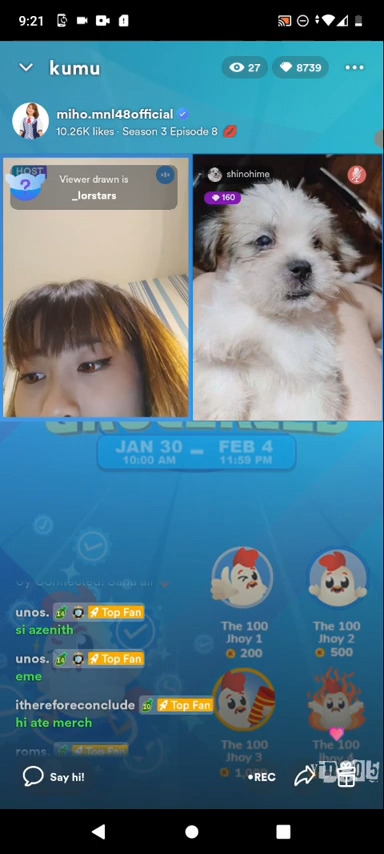 9:21
kumu
27
8739
miho.mnl48official
10.26K likes · Season 3 Episode 8
HOST
Viewer drawn is
_lorstars
shinohime
160
JAN 30 - FEB 4
10:00 AM
11:59 PM
unos. 14 Top Fan
si azenith
unos. 14 Top Fan
eme
ithereforeconclude 10 Top Fan
hi ate merch
roms. Top Fan
The 100
Jhoy 1
200
The 100
Jhoy 2
500
The 100
Jhoy 3
The 100
Say hi!
•REC